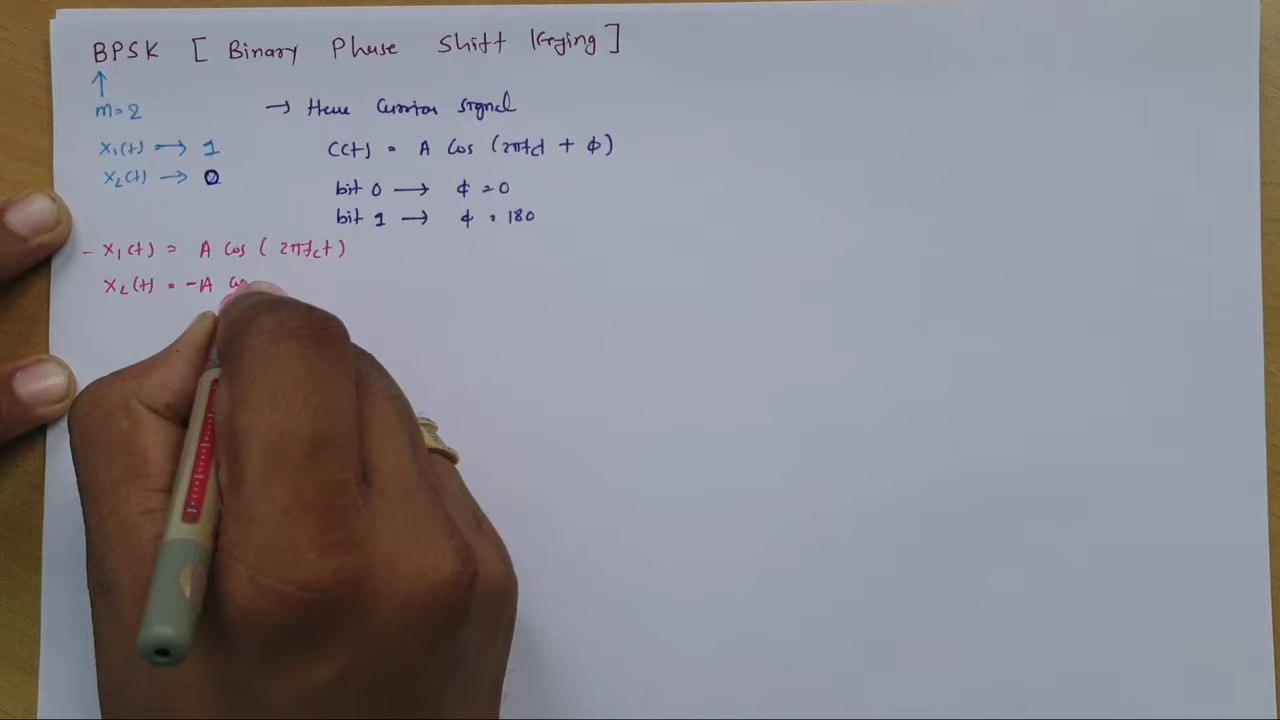 BPSK [ Binary Phase Shift Keying ]
m = 2
→ Here Carrier signal
x₁(t) → 1
C(t) = A Cos (2πfct + ϕ)
x₂(t) → 0
bit 0 → ϕ = 0
bit 1 → ϕ = 180
- x₁(t) = A Cos ( 2πfct )
x₂(t) = -A Cos